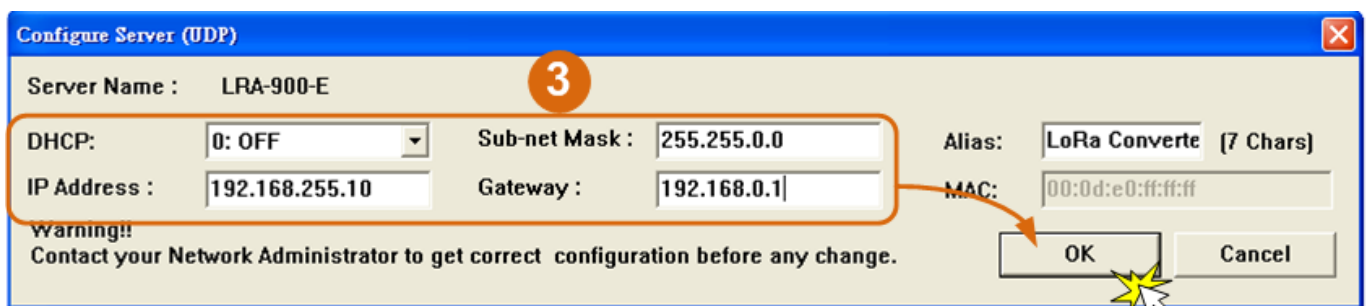 Configure Server (UDP)
Server Name : LRA-900-E
3
DHCP: 0: OFF Sub-net Mask : 255.255.0.0 Alias: LoRa Converte (7 Chars)
IP Address : 192.168.255.10 Gateway : 192.168.0.1 MAC: 00:0d:e0:ff:ff:ff
Warning!!
Contact your Network Administrator to get correct configuration before any change.
OK Cancel